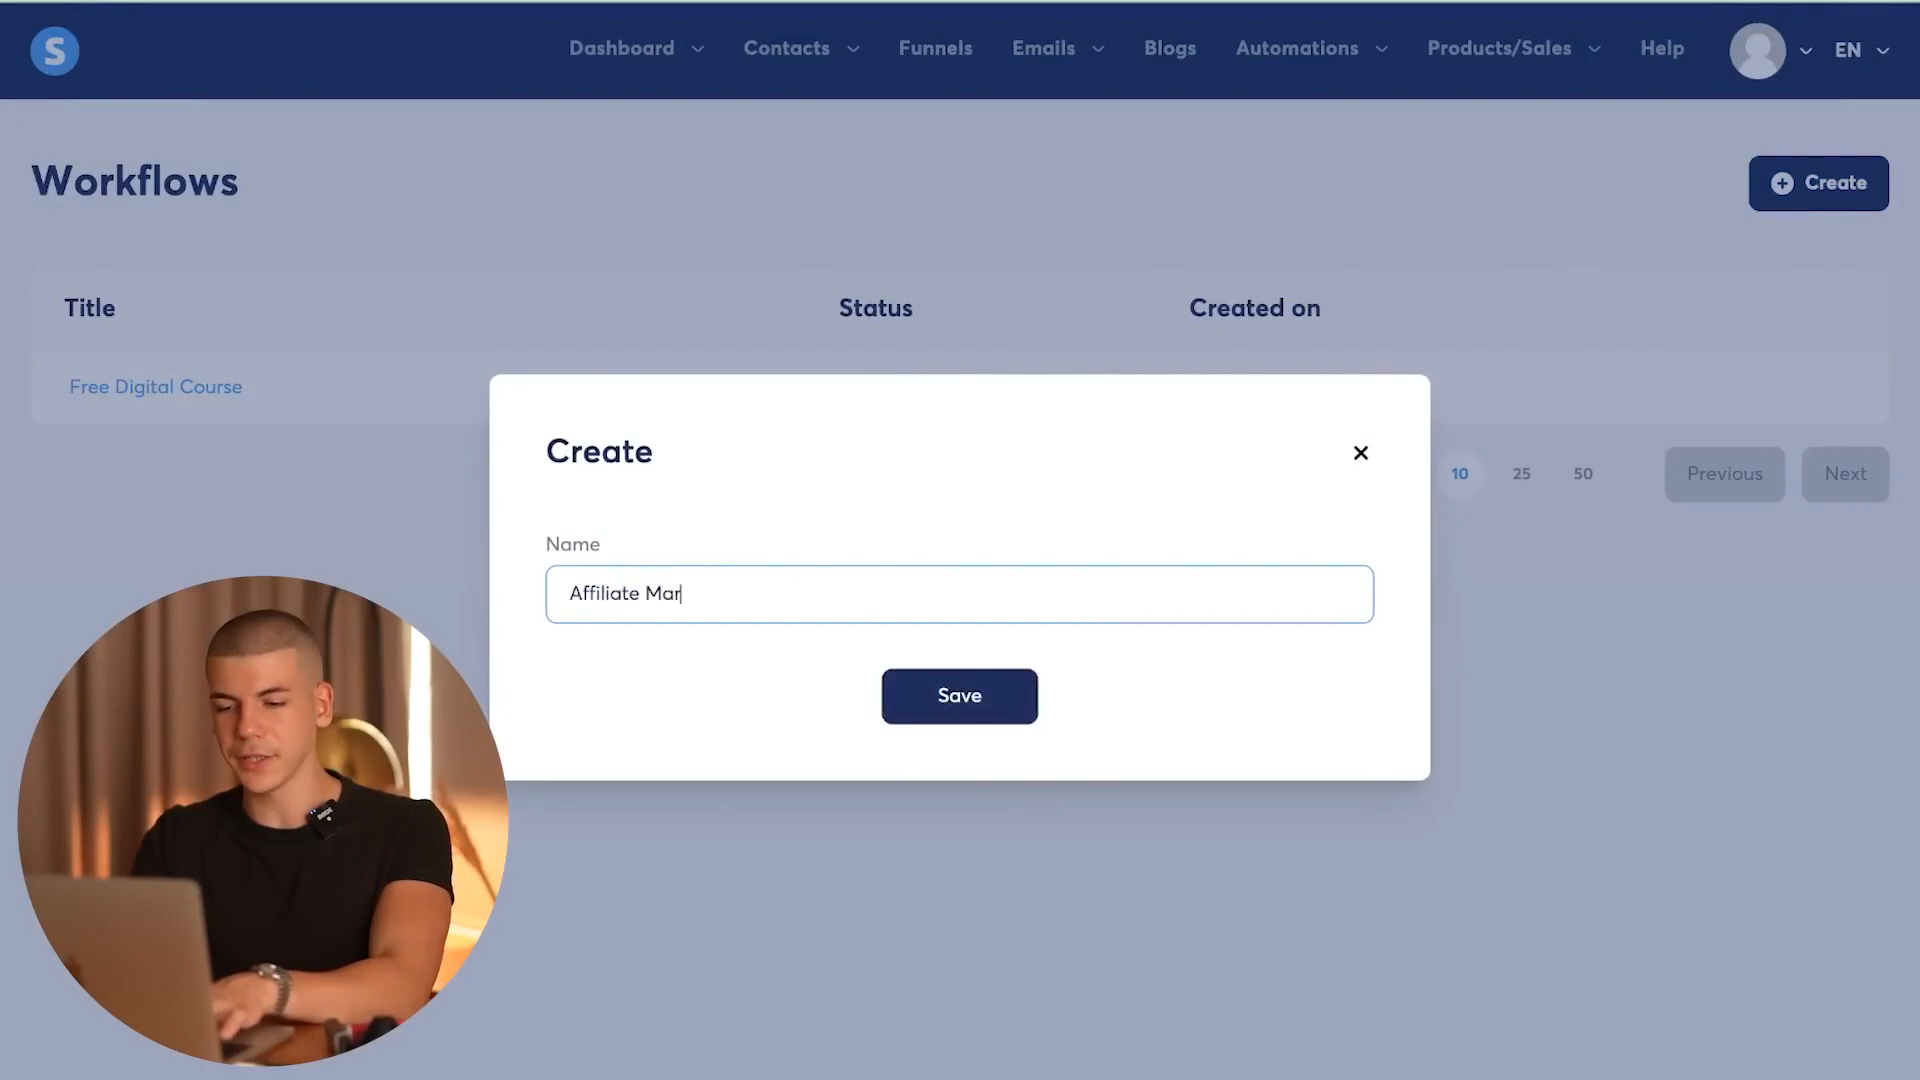 S
Dashboard
Contacts
Funnels
Emails
Blogs
Automations
Products/Sales
Help
EN
Workflows
Create
Title
Status
Created on
Free Digital Course
10
25
50
Previous
Next
Create
Name
Affiliate Mar
Save
RØDE